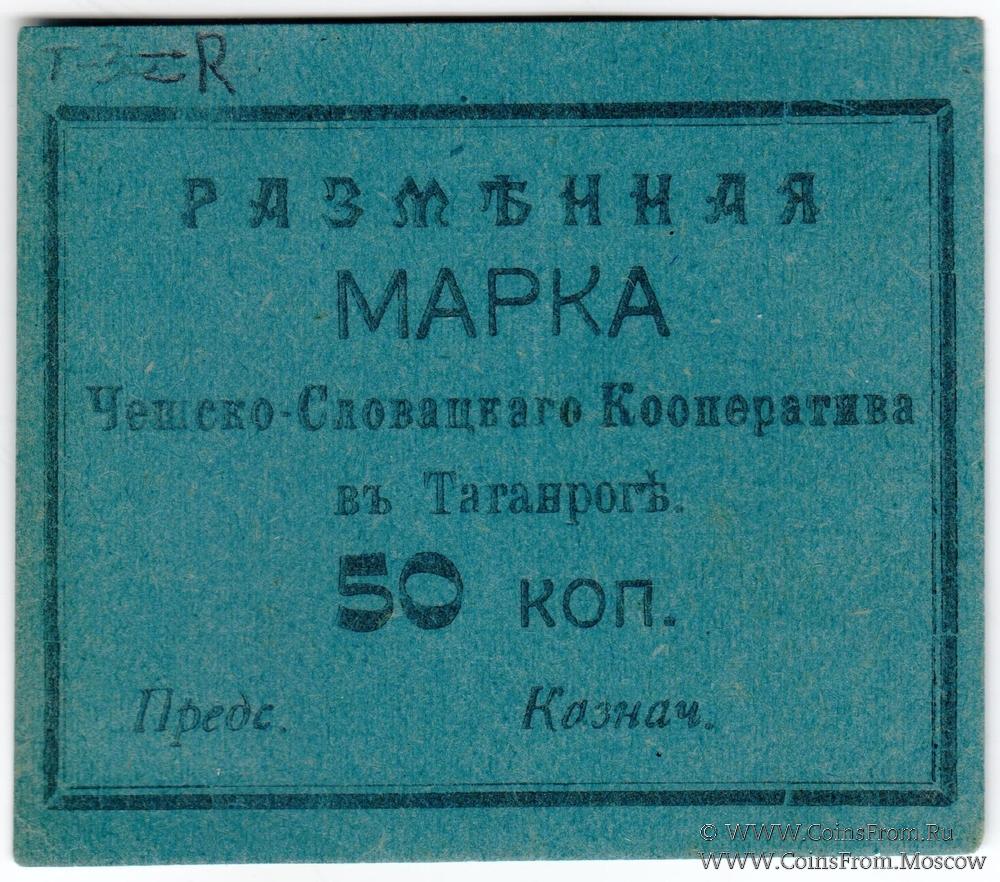 Т-3 R
РАЗМѢННАЯ
МАРКА
Чешско-Словацкаго Кооператива
въ Таганрогѣ.
50 коп.
Предс. Казнач.
© WWW.CoinsFrom.Ru
WWW.CoinsFrom.Moscow